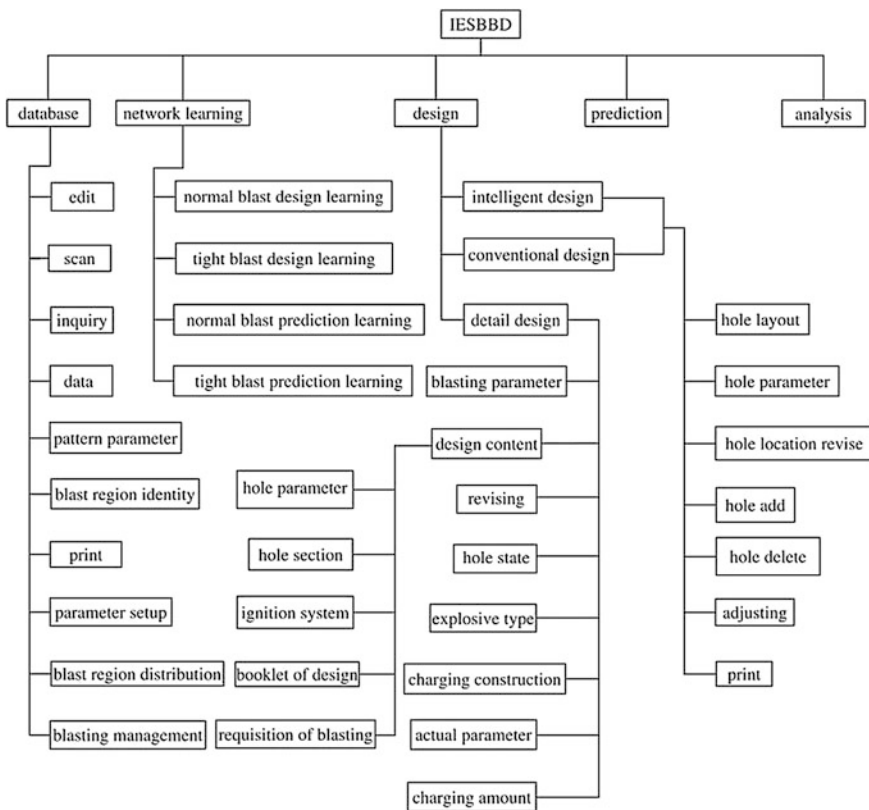 IESBBD
database
network learning
design
prediction
analysis
edit
scan
inquiry
data
pattern parameter
blast region identity
print
parameter setup
blast region distribution
blasting management
normal blast design learning
tight blast design learning
normal blast prediction learning
tight blast prediction learning
intelligent design
conventional design
detail design
blasting parameter
design content
revising
hole state
explosive type
charging construction
actual parameter
charging amount
hole parameter
hole section
ignition system
booklet of design
requisition of blasting
hole layout
hole parameter
hole location revise
hole add
hole delete
adjusting
print